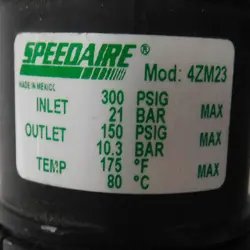 SPEEDAIRE®
MADE IN MEXICO
Mod: 4ZM23
INLET 300 PSIG MAX
21 BAR
OUTLET 150 PSIG MAX
10.3 BAR
TEMP 175 °F MAX
80 °C